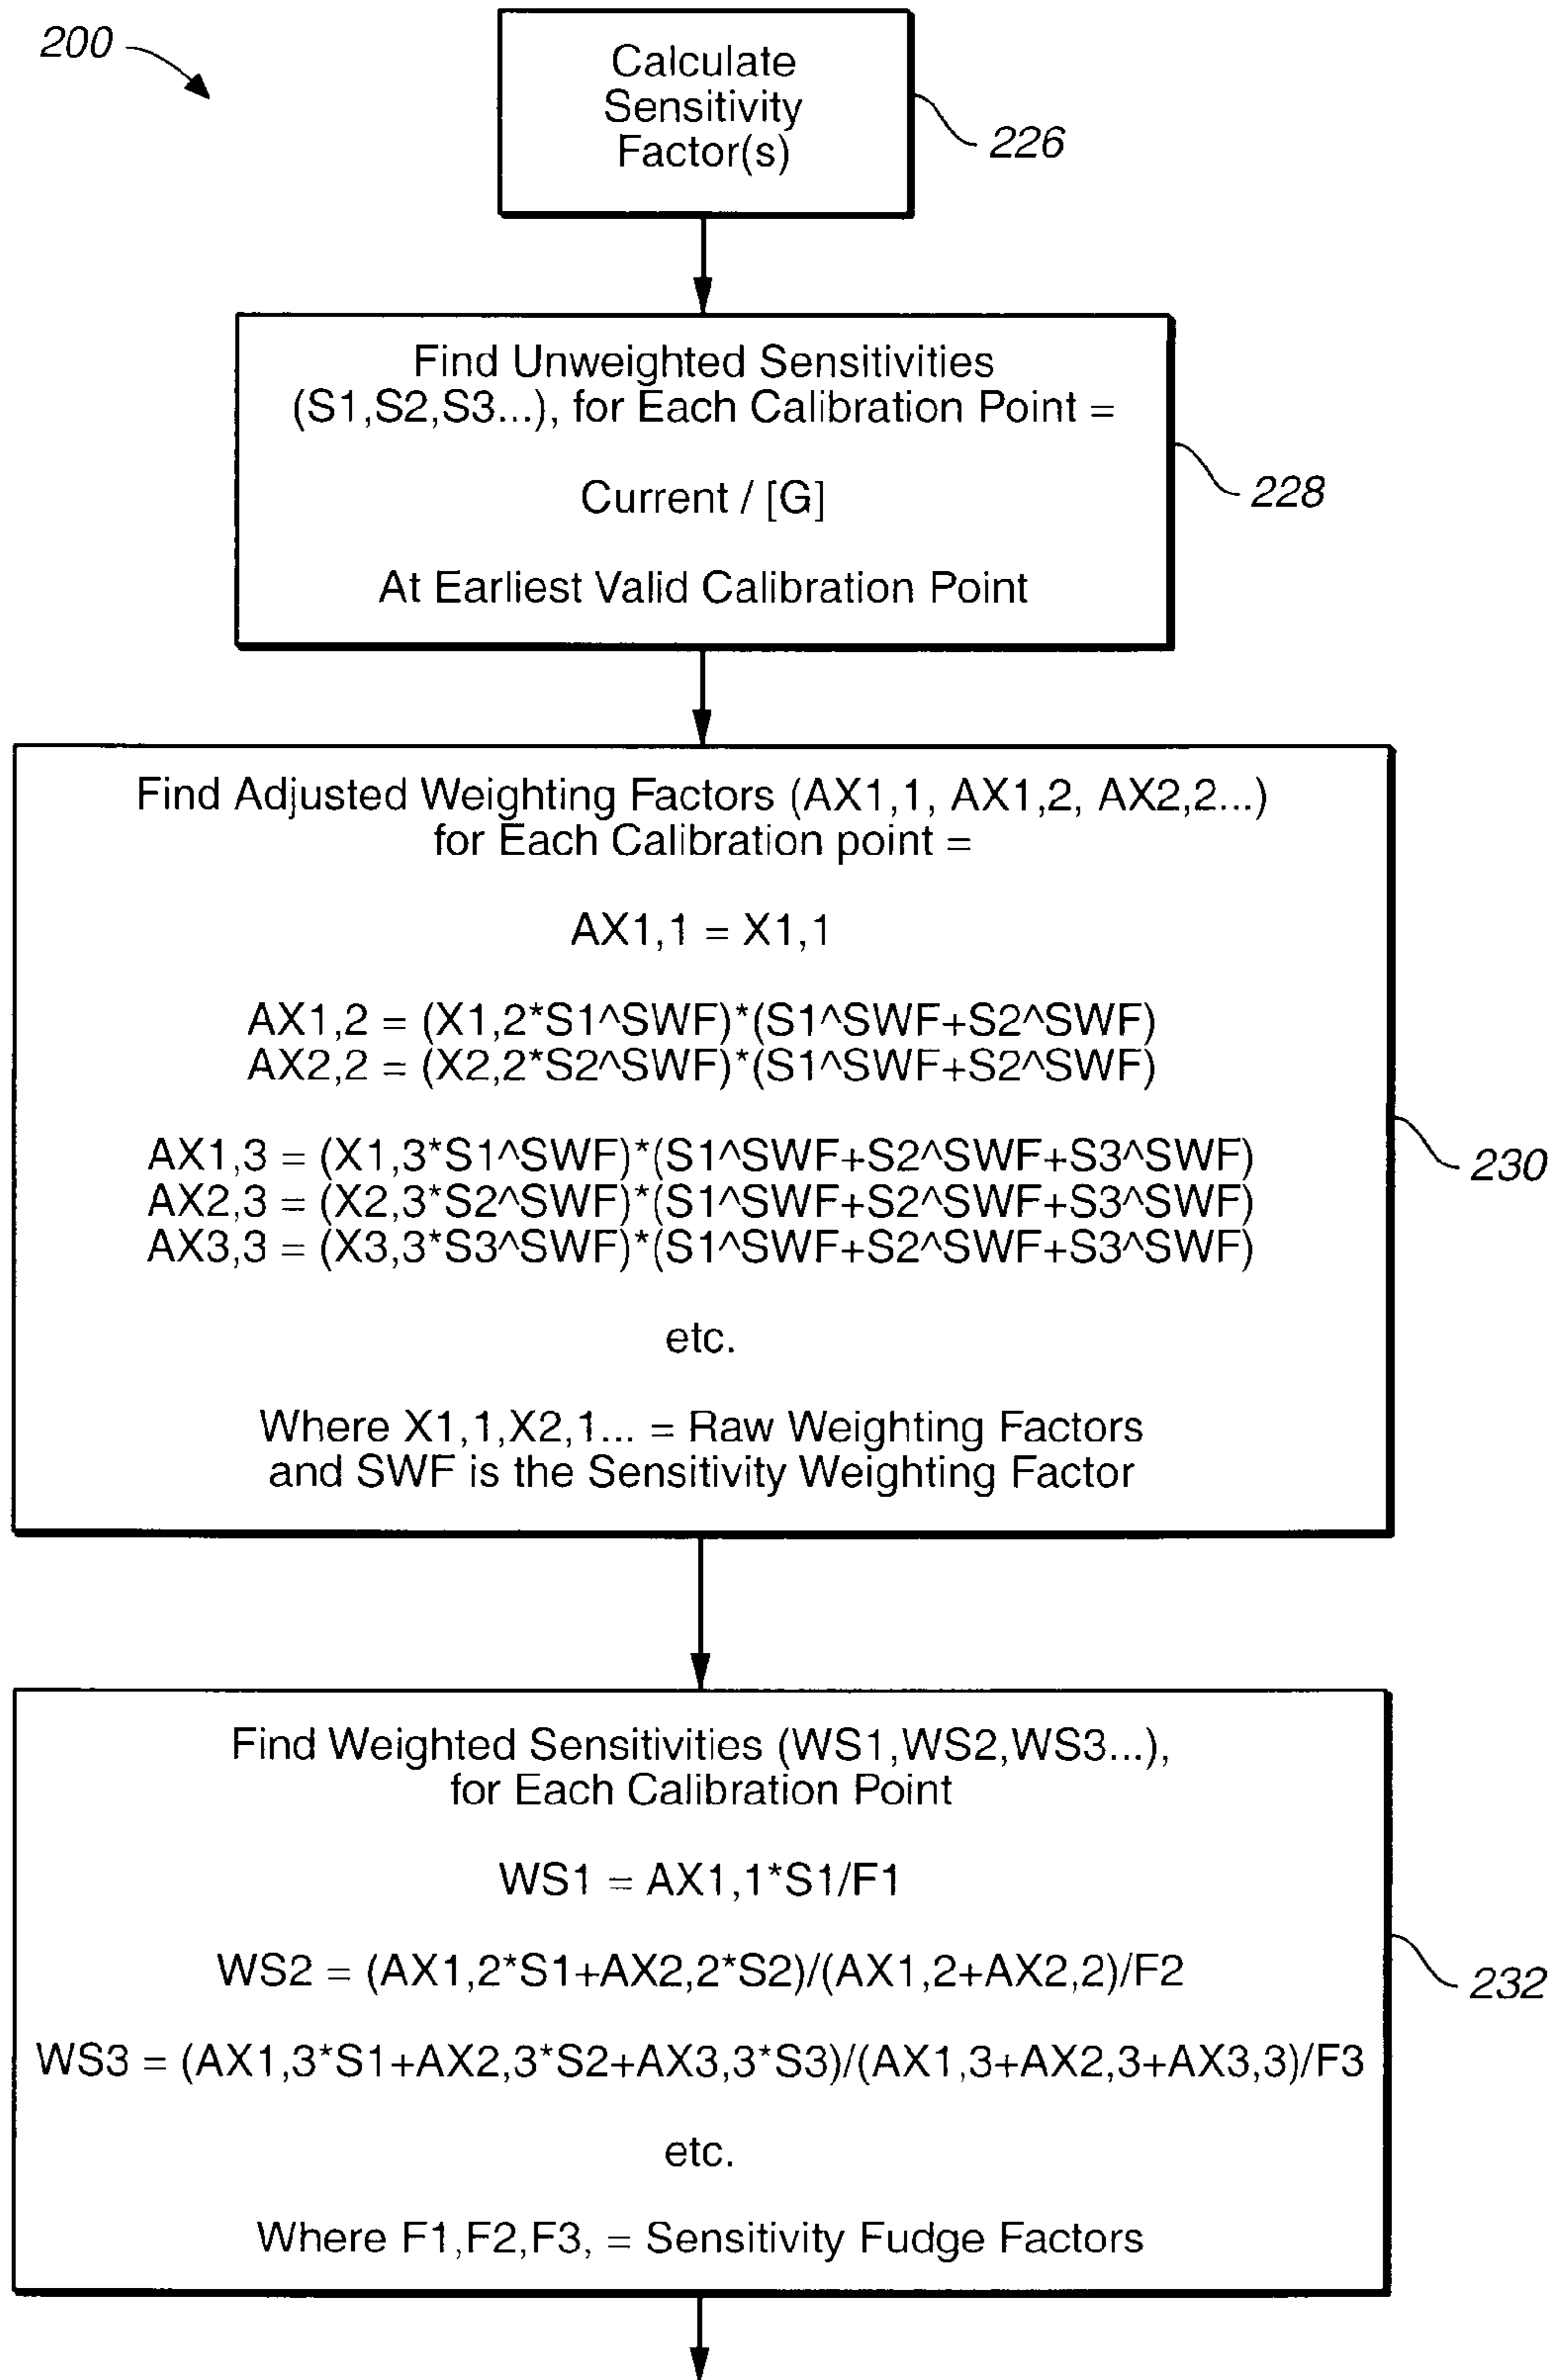 200
Calculate
Sensitivity
Factor(s)
226
Find Unweighted Sensitivities
(S1,S2,S3...), for Each Calibration Point =
Current / [G]
At Earliest Valid Calibration Point
228
Find Adjusted Weighting Factors (AX1,1, AX1,2, AX2,2...)
for Each Calibration point =
AX1,1 = X1,1
AX1,2 = (X1,2*S1^SWF)*(S1^SWF+S2^SWF)
AX2,2 = (X2,2*S2^SWF)*(S1^SWF+S2^SWF)
AX1,3 = (X1,3*S1^SWF)*(S1^SWF+S2^SWF+S3^SWF)
AX2,3 = (X2,3*S2^SWF)*(S1^SWF+S2^SWF+S3^SWF)
AX3,3 = (X3,3*S3^SWF)*(S1^SWF+S2^SWF+S3^SWF)
etc.
Where X1,1,X2,1... = Raw Weighting Factors
and SWF is the Sensitivity Weighting Factor
230
Find Weighted Sensitivities (WS1,WS2,WS3...),
for Each Calibration Point
WS1 = AX1,1*S1/F1
WS2 = (AX1,2*S1+AX2,2*S2)/(AX1,2+AX2,2)/F2
WS3 = (AX1,3*S1+AX2,3*S2+AX3,3*S3)/(AX1,3+AX2,3+AX3,3)/F3
etc.
Where F1,F2,F3, = Sensitivity Fudge Factors
232